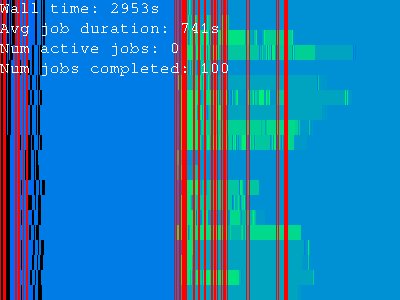 Wall time: 2953s
Avg job duration: 741s
Num active jobs: 0
Num jobs completed: 100